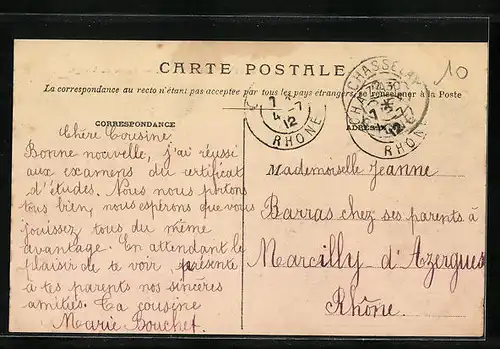 CARTE POSTALE
La correspondance au recto n'étant pas acceptée par tous les pays étrangers, se renseigner à la Poste
10
CHASSELAY
RHONE
7
4 -7
12
RHONE
CORRESPONDANCE
ADRESSE
Chère Cousine
Bonne nouvelle, j'ai réussi
aux examens du certificat
d'études. Nous nous portons
tous bien, nous espérons que vous
jouissez tous du même
avantage. En attendant le
plaisir de te voir, présente
à tes parents nos sincères
amitiés. Ta cousine
Marie Bouchet.
Mademoiselle Jeanne
Barras chez ses parents à
Marcilly d'Azergues
Rhône.